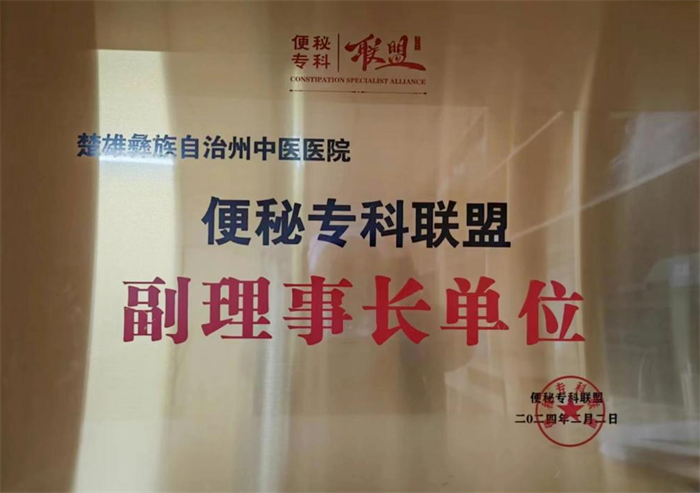 便秘专科 联盟
CONSTIPATION SPECIALIST ALLIANCE
楚雄彝族自治州中医医院
便秘专科联盟
副理事长单位
便秘专科联盟
二0二四年二月二日